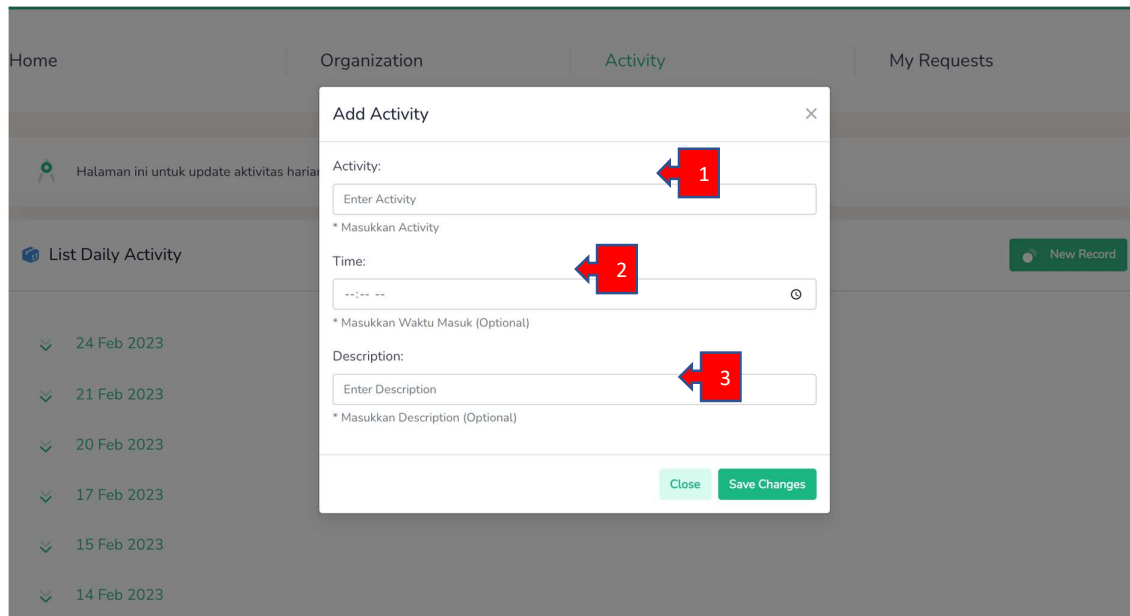 Home
Organization
Activity
My Requests
Add Activity
Halaman ini untuk update aktivitas
Activity:
1
Enter Activity
* Masukkan Activity
List Daily Activity
New Record
Time:
2
--:-- --
* Masukkan Waktu Masuk (Optional)
24 Feb 2023
Description:
3
21 Feb 2023
Enter Description
* Masukkan Description (Optional)
20 Feb 2023
17 Feb 2023
Close
Save Changes
15 Feb 2023
14 Feb 2023